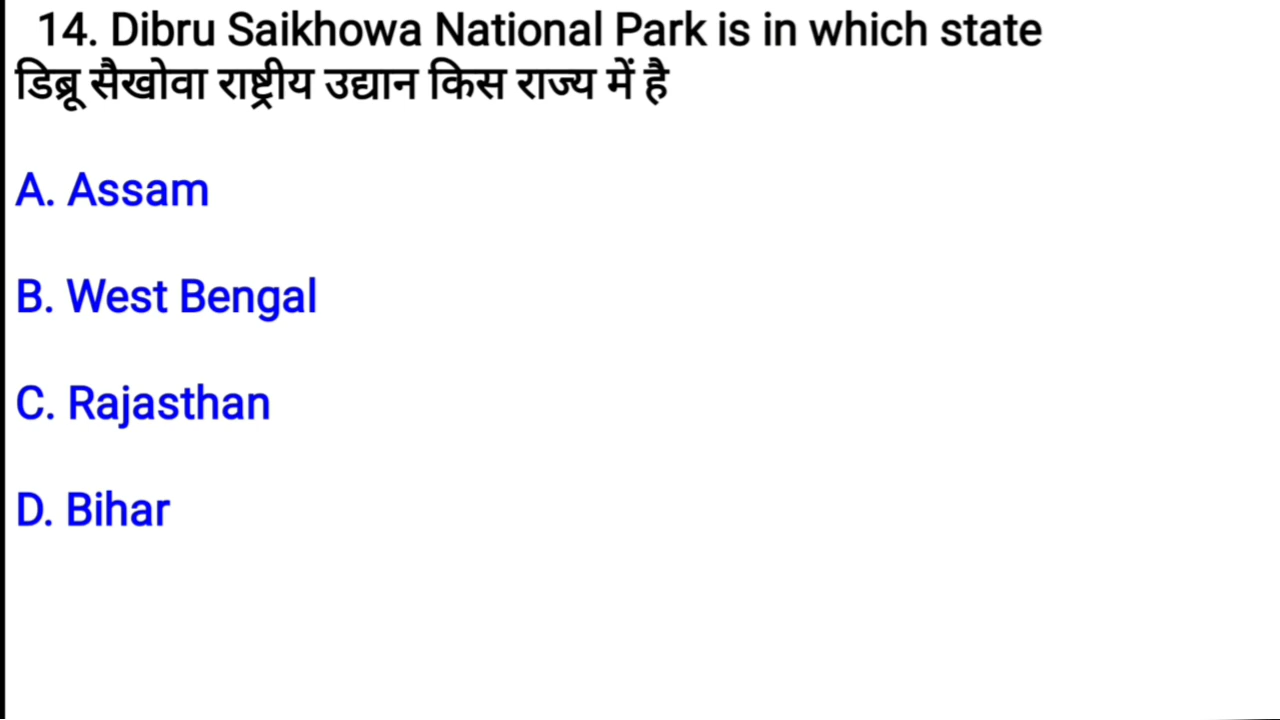 14. Dibru Saikhowa National Park is in which state
डिब्रू सैखोवा राष्ट्रीय उद्यान किस राज्य में है
A. Assam
B. West Bengal
C. Rajasthan
D. Bihar